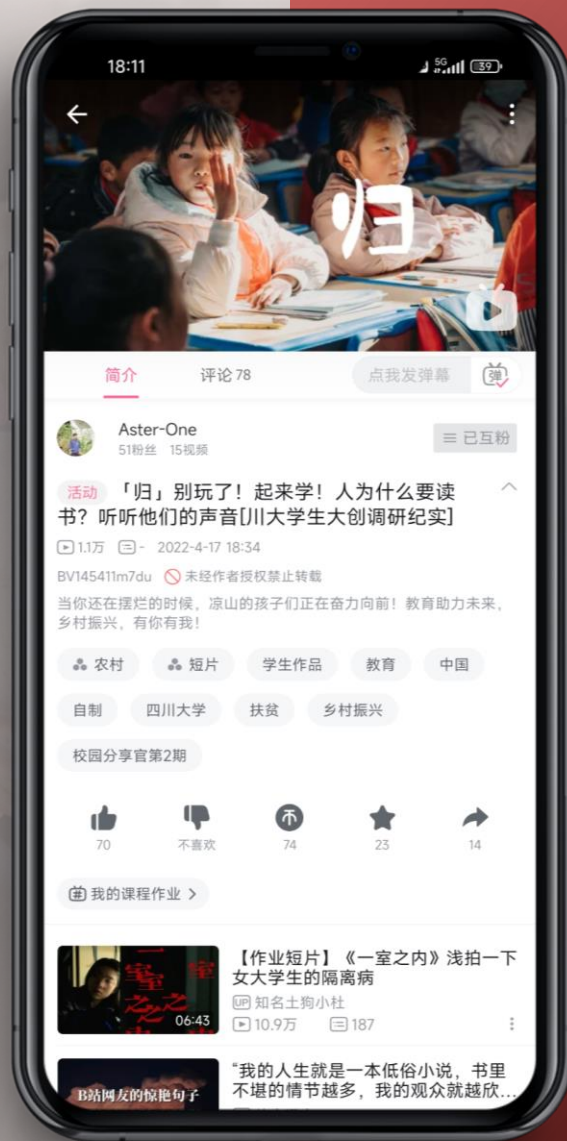 18:11
5G
39
归
简介
评论 78
点我发弹幕
弹
Aster-One
51粉丝 15视频
已互粉
活动 「归」别玩了！起来学！人为什么要读
书？听听他们的声音[川大学生大创调研纪实]
1.1万 - 2022-4-17 18:34
BV145411m7du 未经作者授权禁止转载
当你还在摆烂的时候，凉山的孩子们正在奋力向前！教育助力未来，
乡村振兴，有你有我！
农村 短片 学生作品 教育 中国
自制 四川大学 扶贫 乡村振兴
校园分享官第2期
70 不喜欢 74 23 14
我的课程作业
【作业短片】《一室之内》浅拍一下
女大学生的隔离病
UP 知名土狗小杜
10.9万 187
一室之内
06:43
“我的人生就是一本低俗小说，书里
不堪的情节越多，我的观众就越欣...
B站网友的惊艳句子